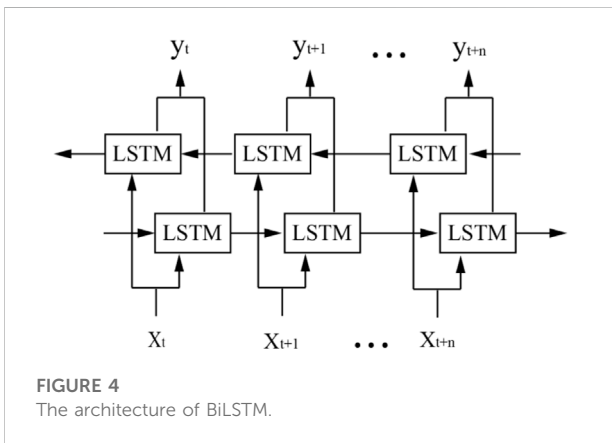 yt yt+1 ... yt+n
LSTM LSTM LSTM
LSTM LSTM LSTM
Xt Xt+1 ... Xt+n
FIGURE 4
The architecture of BiLSTM.